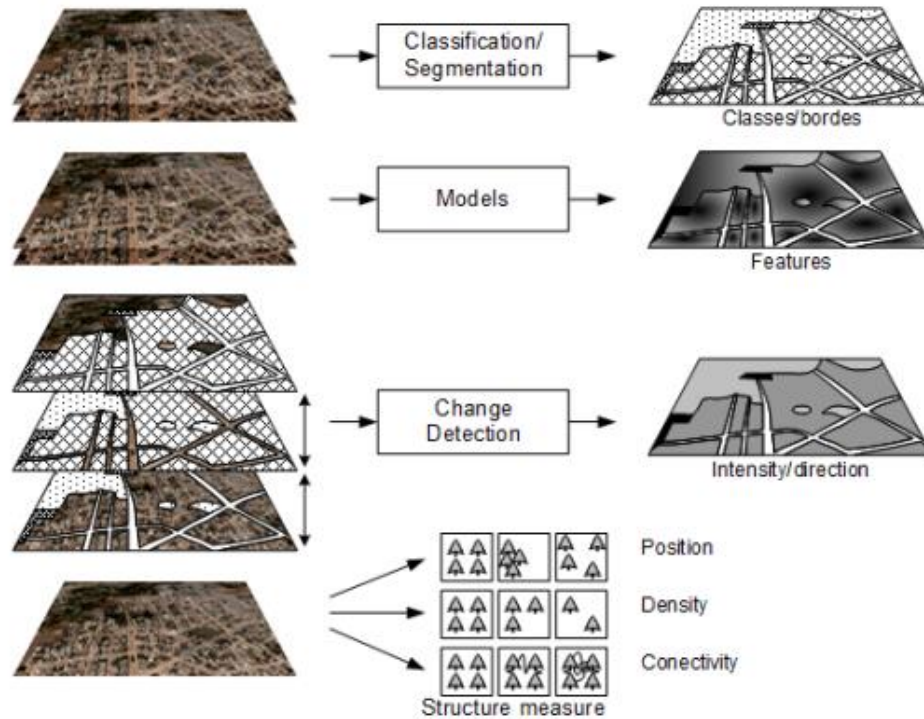 Classification/
Segmentation
Classes/bordes
Models
Features
Change
Detection
Intensity/direction
Position
Density
Conectivity
Structure measure